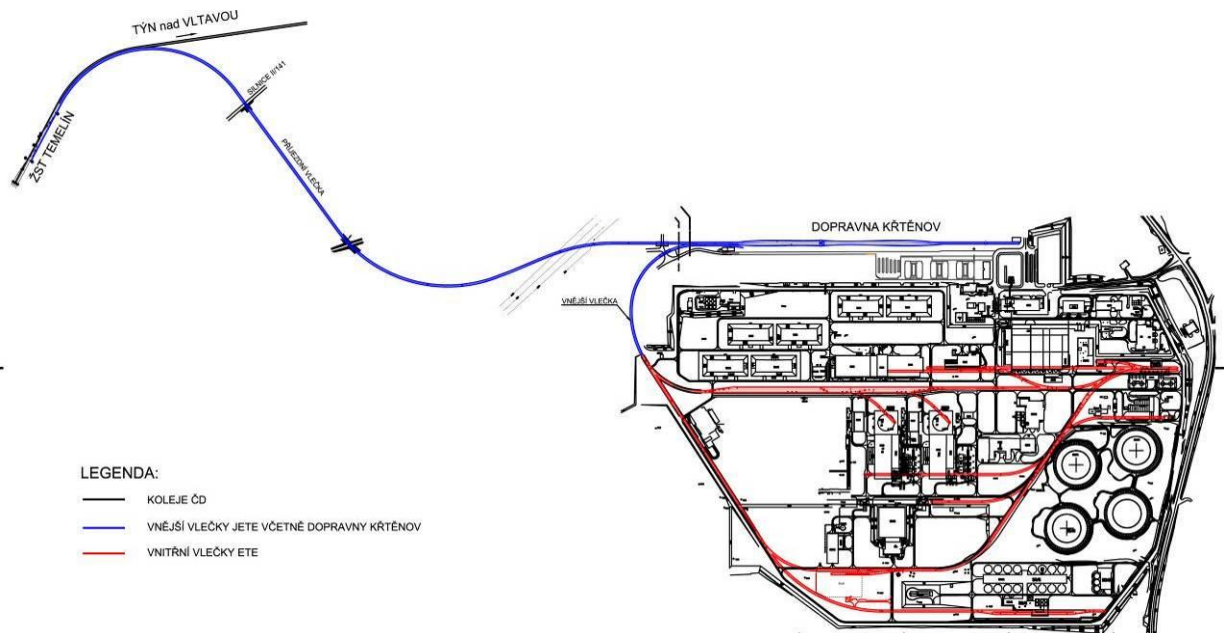 TÝN nad VLTAVOU
SILNICE II/141
ŽST TEMELÍN
PŘÍJEZDNÍ VLEČKA
DOPRAVNA KŘTĚNOV
VNĚJŠÍ VLEČKA
LEGENDA:
KOLEJE ČD
VNĚJŠÍ VLEČKY JETE VČETNĚ DOPRAVNY KŘTĚNOV
VNITŘNÍ VLEČKY ETE